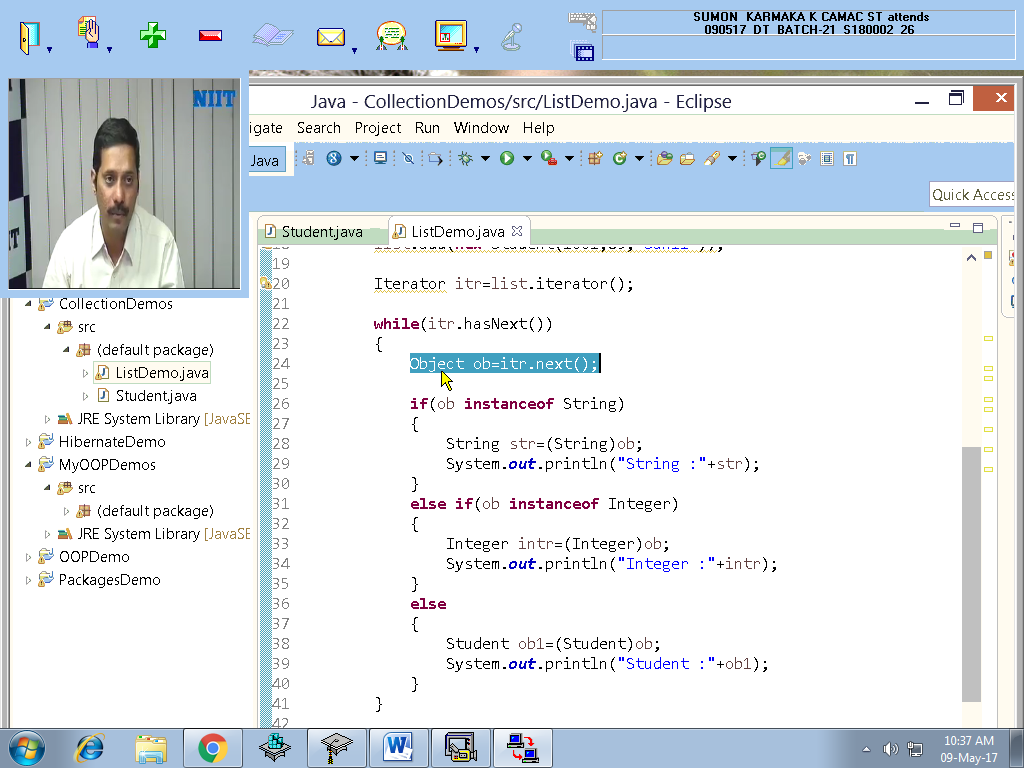 SUMON KARMAKA K CAMAC ST attends
090517 DT BATCH-21 S180002 26
NIIT
Java - CollectionDemos/src/ListDemo.java - Eclipse
igate Search Project Run Window Help
Java
Quick Access
Student.java
ListDemo.java
CollectionDemos
src
(default package)
ListDemo.java
Student.java
JRE System Library [JavaSE
HibernateDemo
MyOOPDemos
src
(default package)
JRE System Library [JavaSE
OOPDemo
PackagesDemo
19
20 Iterator itr=list.iterator();
21
22 while(itr.hasNext())
23 {
24 Object ob=itr.next();
25
26 if(ob instanceof String)
27 {
28 String str=(String)ob;
29 System.out.println("String :"+str);
30 }
31 else if(ob instanceof Integer)
32 {
33 Integer intr=(Integer)ob;
34 System.out.println("Integer :"+intr);
35 }
36 else
37 {
38 Student ob1=(Student)ob;
39 System.out.println("Student :"+ob1);
40 }
41 }
42
10:37 AM
09-May-17